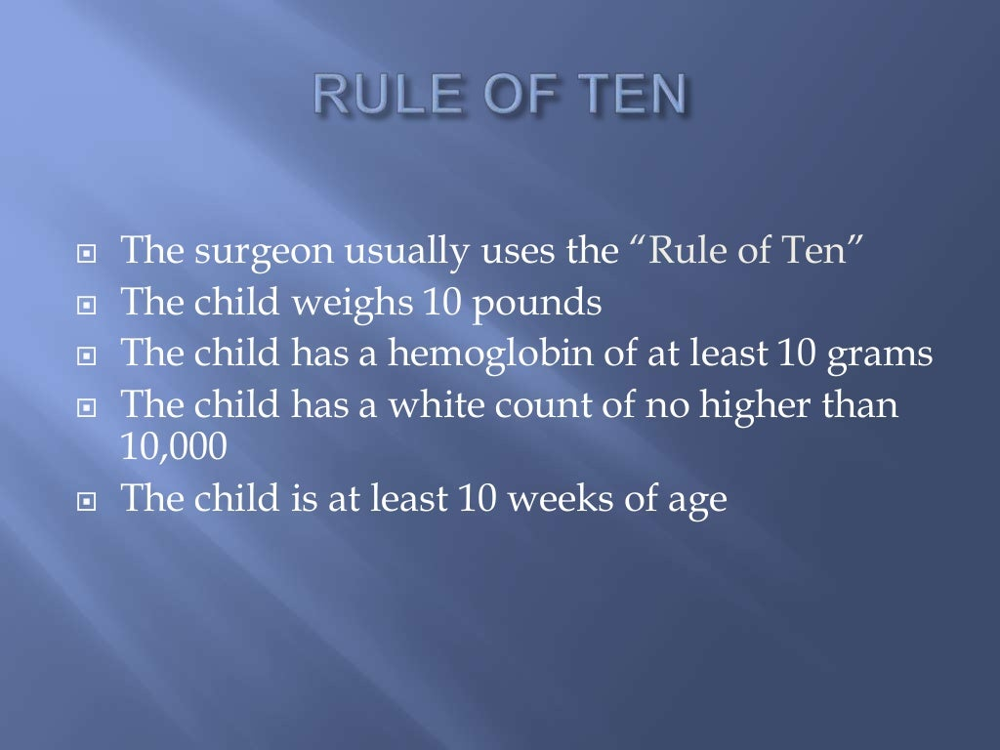 RULE OF TEN
The surgeon usually uses the “Rule of Ten”
The child weighs 10 pounds
The child has a hemoglobin of at least 10 grams
The child has a white count of no higher than
10,000
The child is at least 10 weeks of age